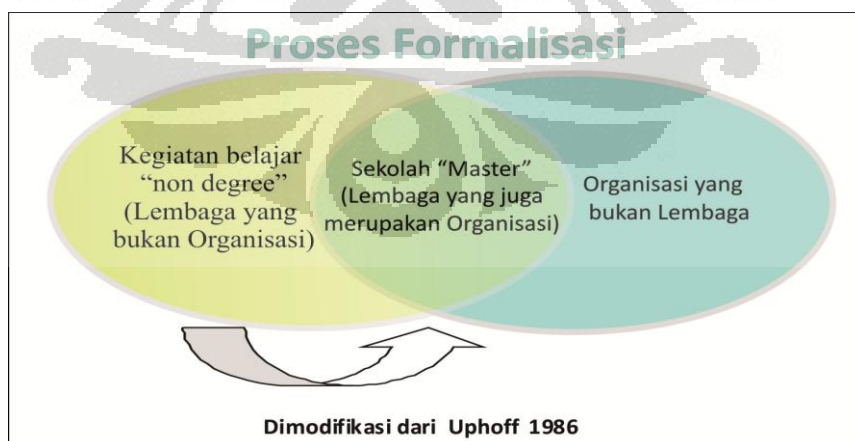 Proses Formalisasi
Kegiatan belajar
“non degree”
(Lembaga yang
bukan Organisasi)
Sekolah “Master”
(Lembaga yang juga
merupakan Organisasi)
Organisasi yang
bukan Lembaga
Dimodifikasi dari Uphoff 1986